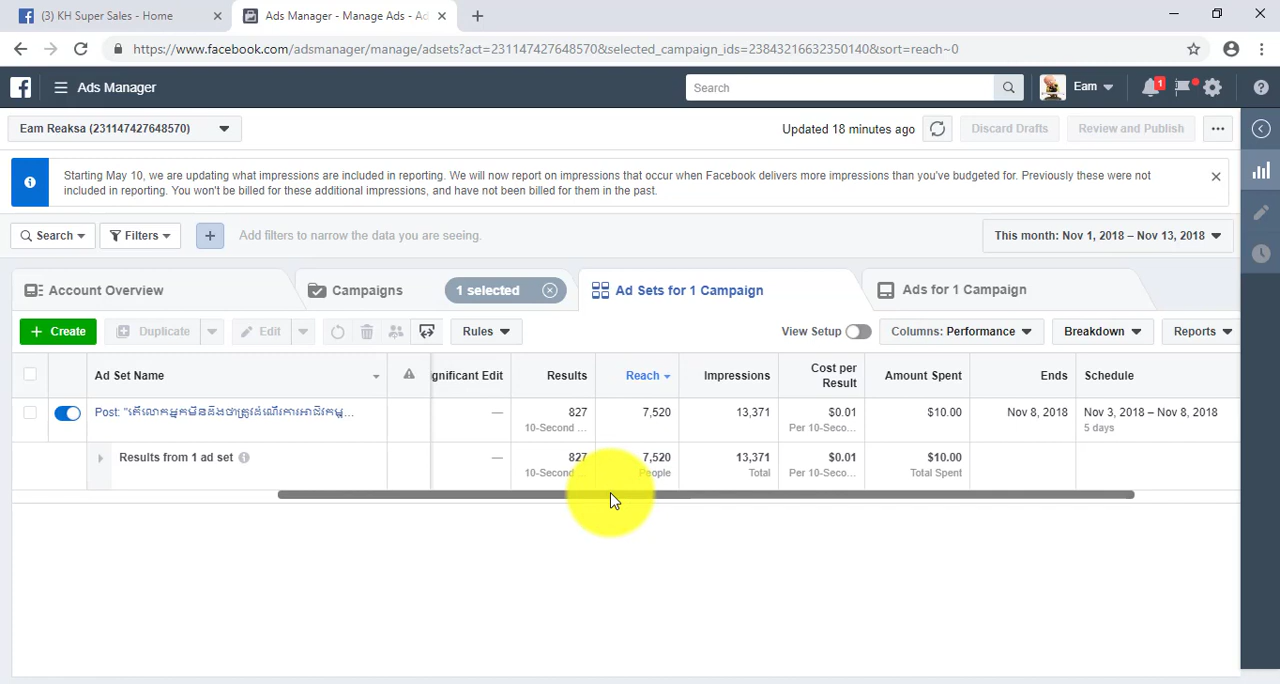 (3) KH Super Sales - Home
Ads Manager - Manage Ads - Ad
https://www.facebook.com/adsmanager/manage/adsets?act=231147427648570&selected_campaign_ids=23843216632350140&sort=reach~0
Ads Manager
Search
Eam
1
Eam Reaksa (231147427648570)
Updated 18 minutes ago
Discard Drafts
Review and Publish
Starting May 10, we are updating what impressions are included in reporting. We will now report on impressions that occur when Facebook delivers more impressions than you've budgeted for. Previously these were not
included in reporting. You won't be billed for these additional impressions, and have not been billed for them in the past.
Search
Filters
Add filters to narrow the data you are seeing.
This month: Nov 1, 2018 – Nov 13, 2018
Account Overview
Campaigns
1 selected
Ad Sets for 1 Campaign
Ads for 1 Campaign
+ Create
Duplicate
Edit
Rules
View Setup
Columns: Performance
Breakdown
Reports
Ad Set Name
gnificant Edit
Results
Reach
Impressions
Cost per
Result
Amount Spent
Ends
Schedule
Post: "
—
827
10-Second ...
7,520
13,371
$0.01
Per 10-Seco...
$10.00
Nov 8, 2018
Nov 3, 2018 – Nov 8, 2018
5 days
Results from 1 ad set
—
827
10-Second
7,520
People
13,371
Total
$0.01
Per 10-Seco...
$10.00
Total Spent